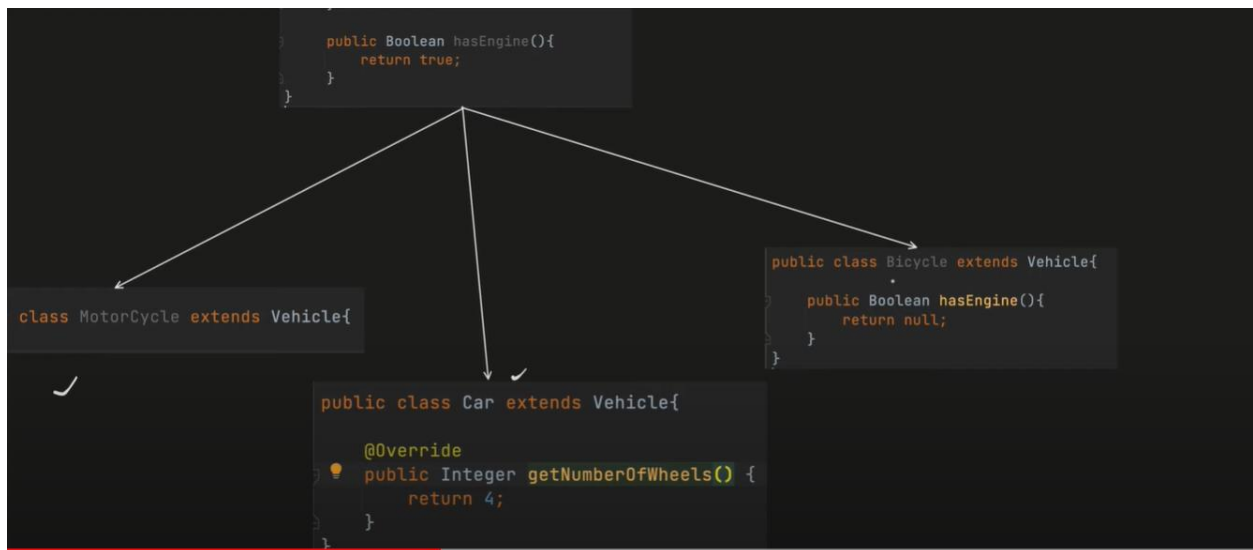 }
public Boolean hasEngine(){
return true;
}
}
class MotorCycle extends Vehicle{
public class Car extends Vehicle{
@Override
public Integer getNumberOfWheels() {
return 4;
}
}
public class Bicycle extends Vehicle{
public Boolean hasEngine(){
return null;
}
}